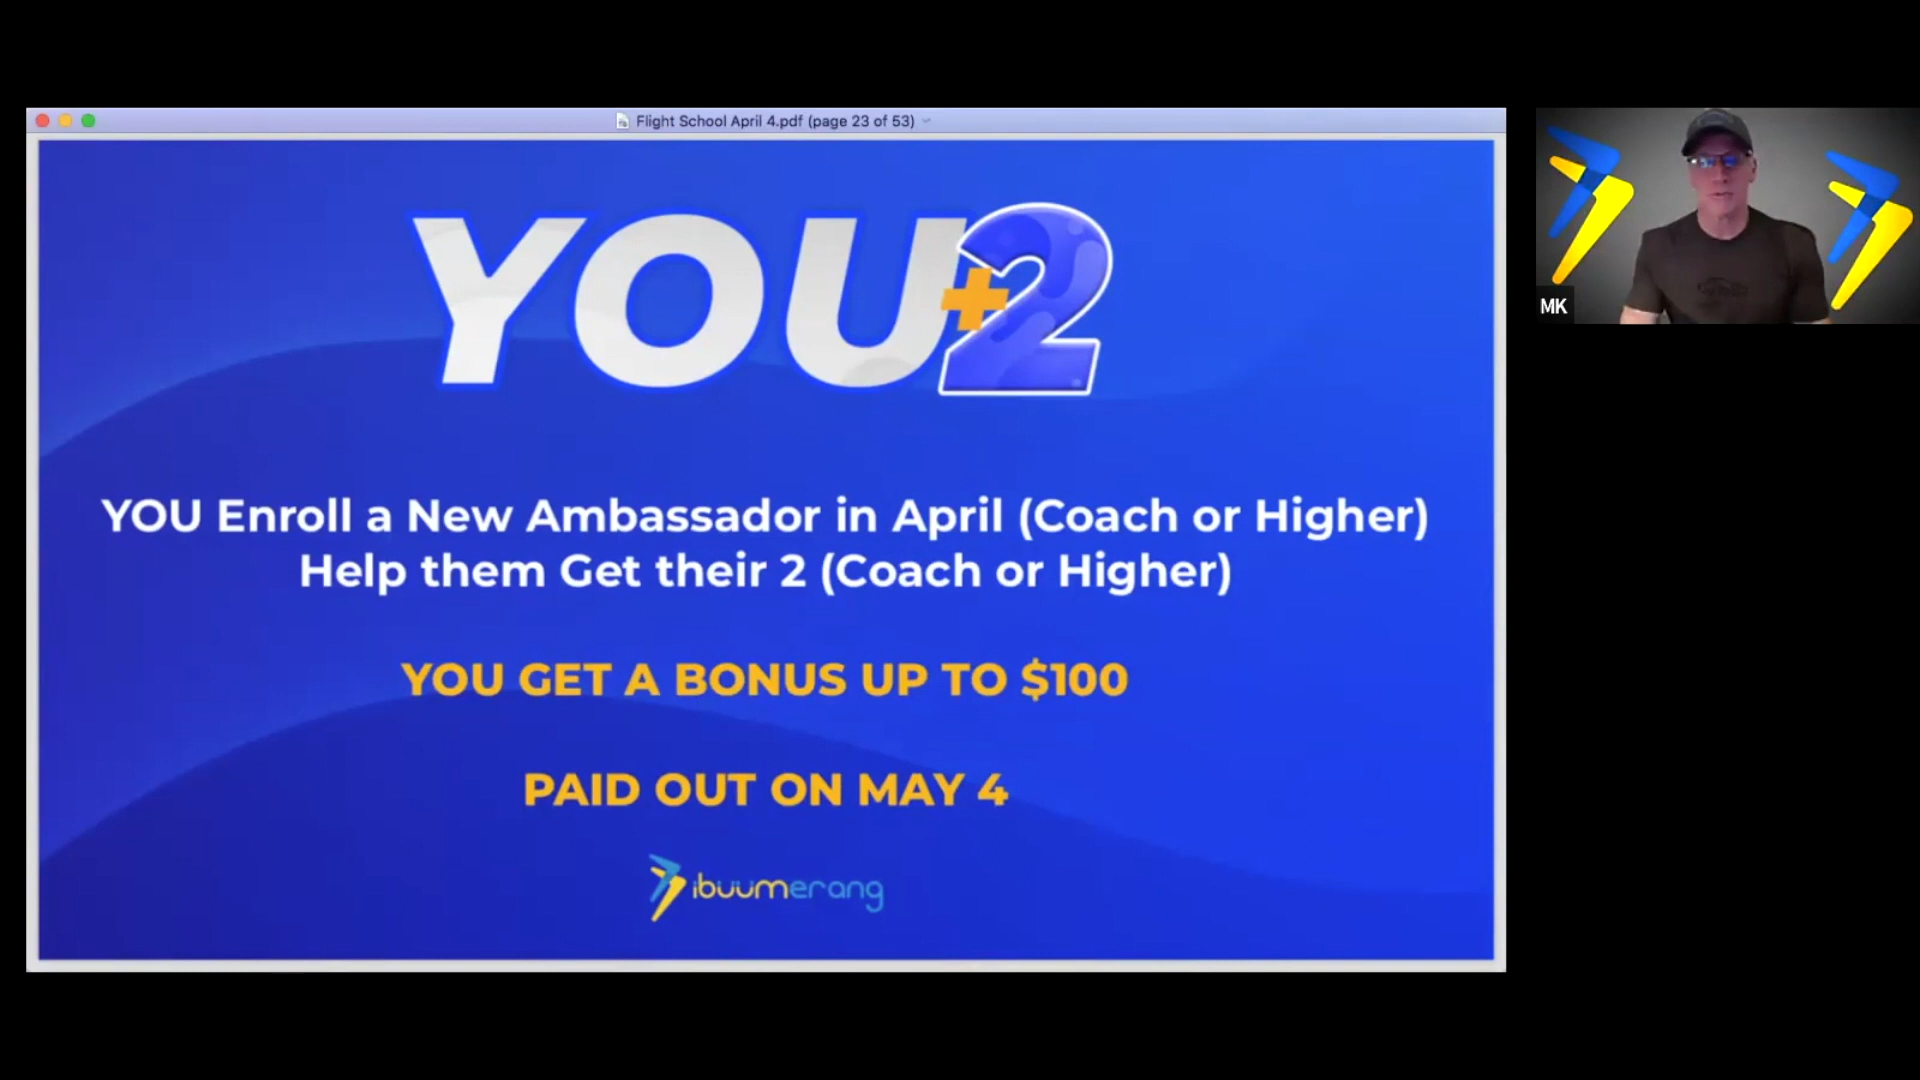 Flight School April 4.pdf (page 23 of 53)
YOU+2
YOU Enroll a New Ambassador in April (Coach or Higher)
Help them Get their 2 (Coach or Higher)
YOU GET A BONUS UP TO $100
PAID OUT ON MAY 4
ibuumerang
MK